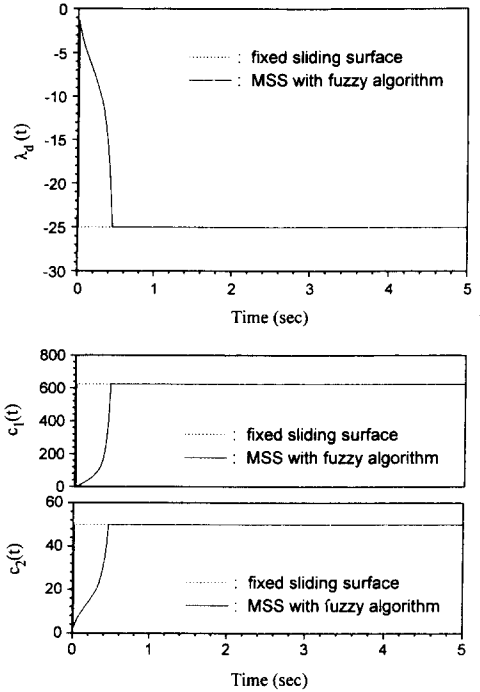 0
-5
-10
-15
-20
-25
-30
λd(t)
: fixed sliding surface
: MSS with fuzzy algorithm
0 1 2 3 4 5
Time (sec)
800
600
400
200
0
c1(t)
: fixed sliding surface
: MSS with fuzzy algorithm
60
40
20
0
c2(t)
: fixed sliding surface
: MSS with fuzzy algorithm
0 1 2 3 4 5
Time (sec)